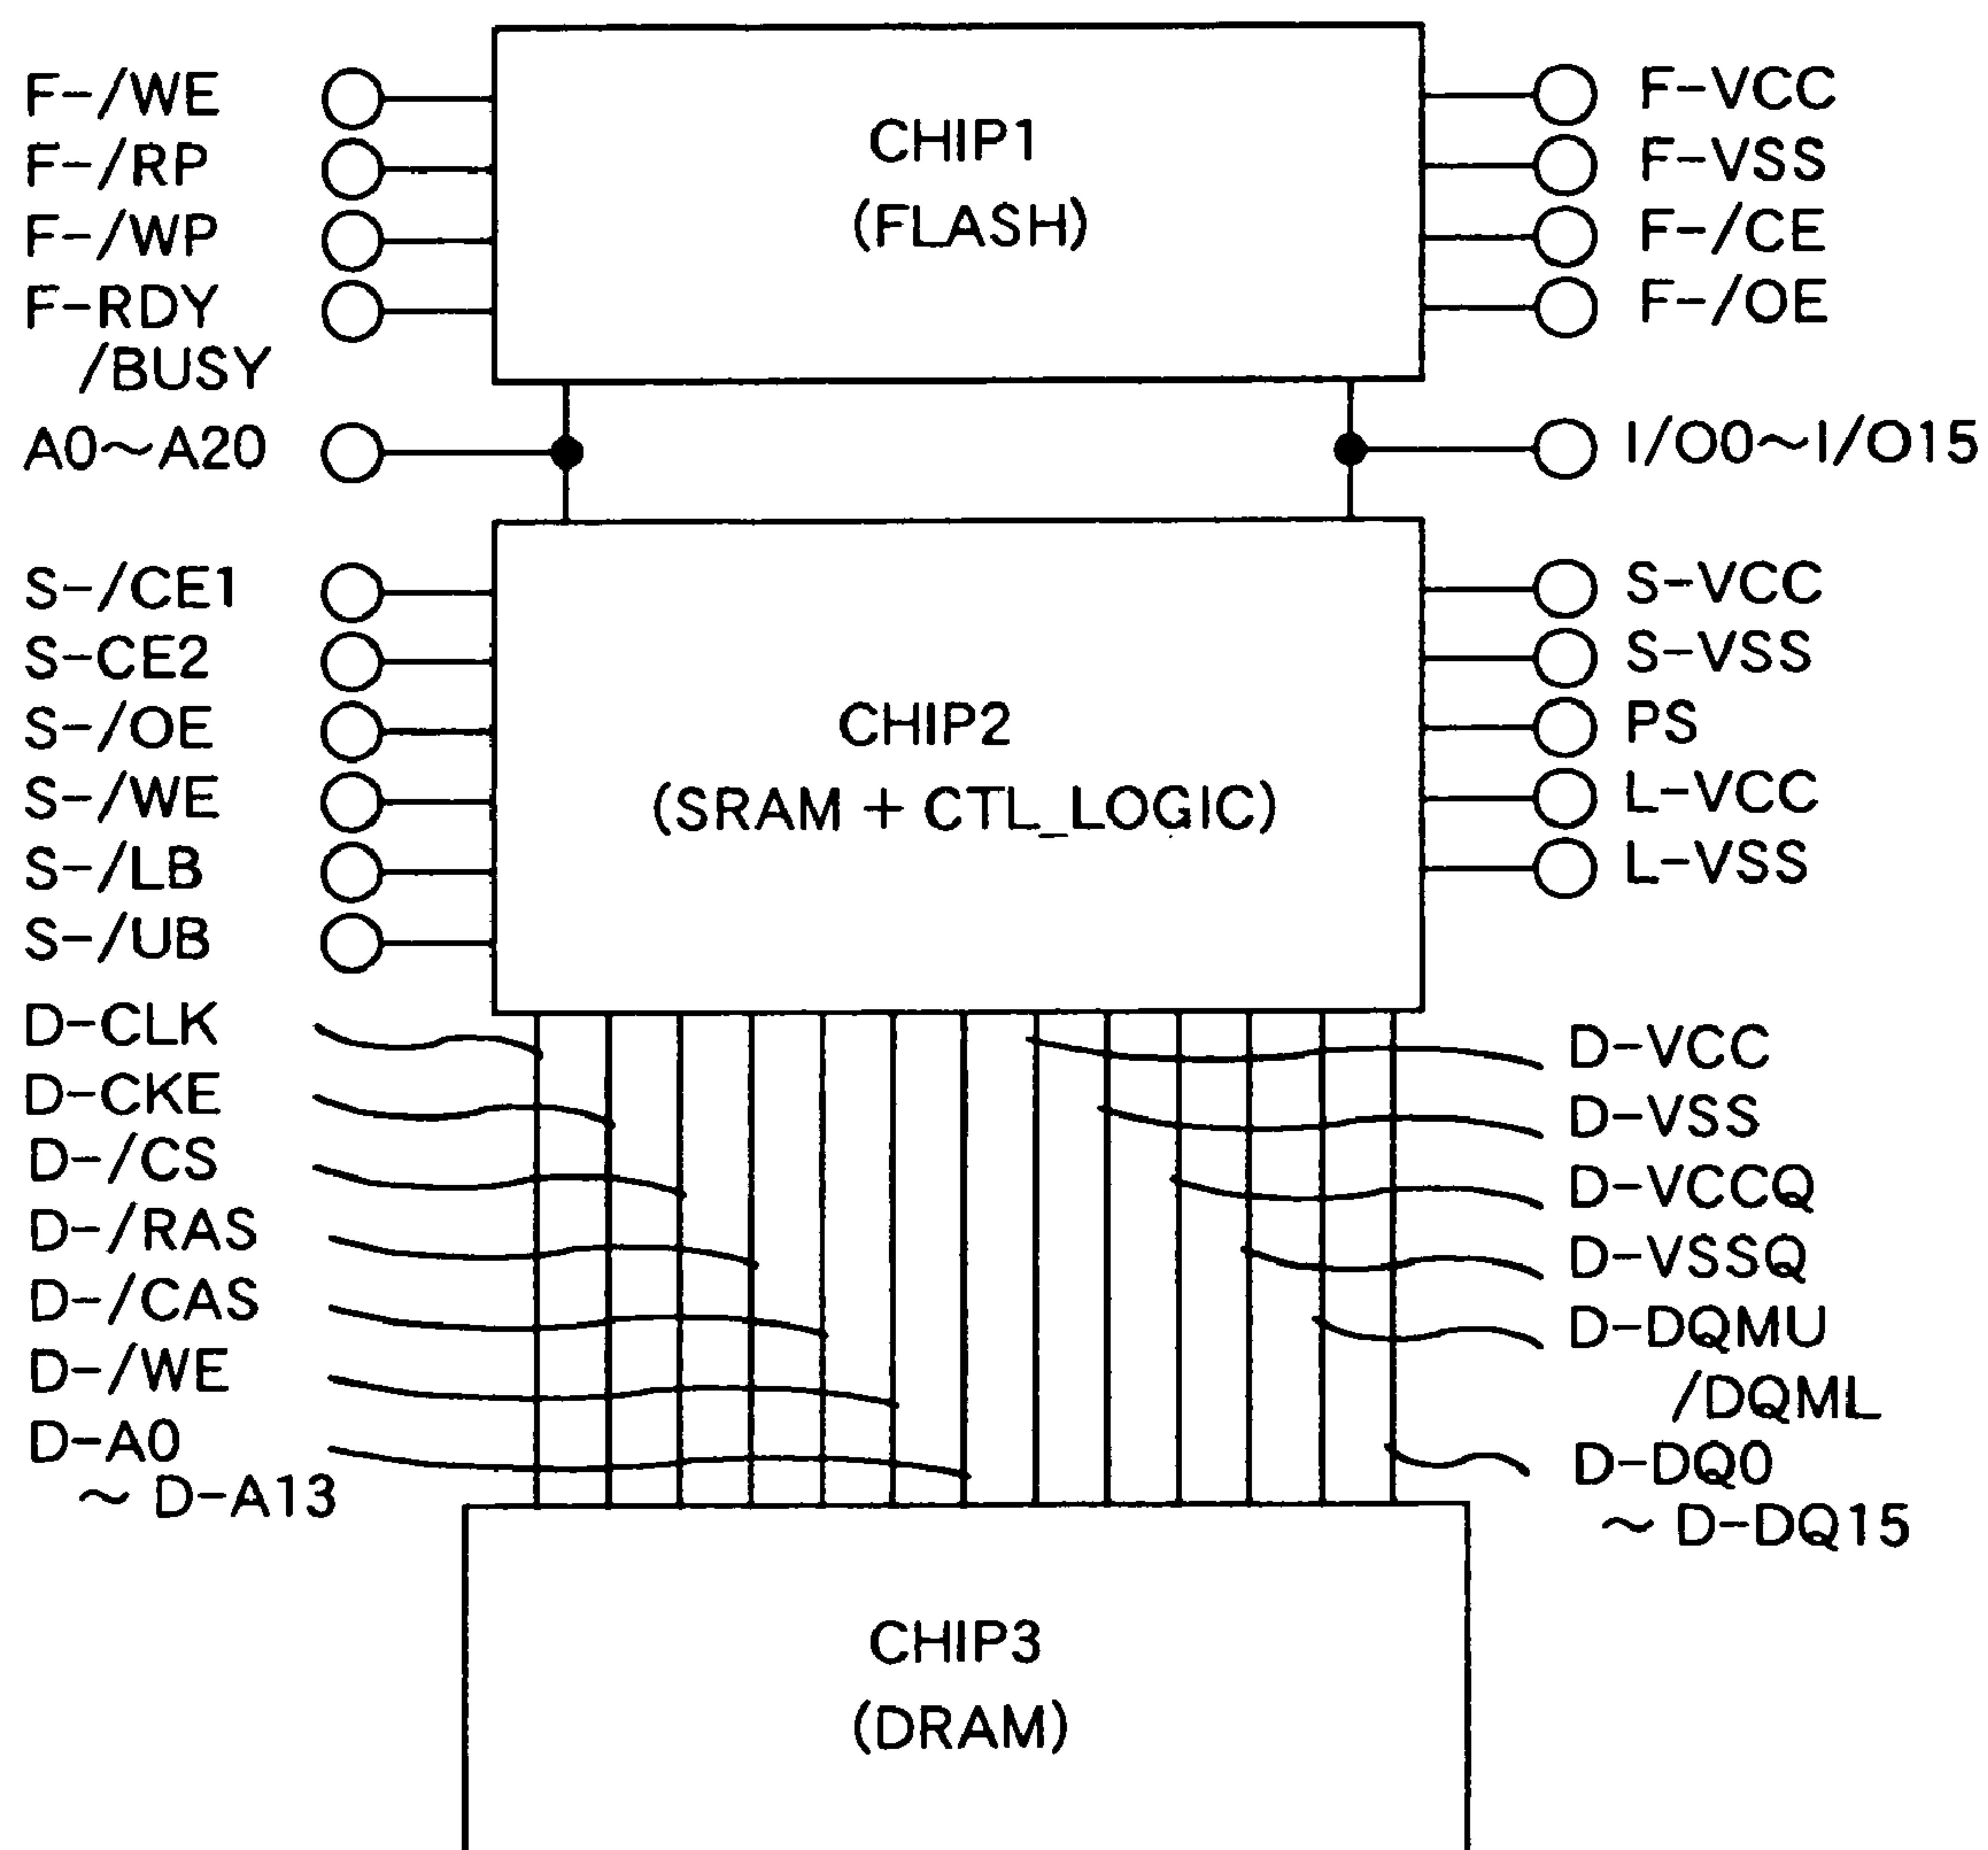 F-/WE
F-/RP
F-/WP
F-RDY
/BUSY
A0～A20
CHIP1
(FLASH)
F-VCC
F-VSS
F-/CE
F-/OE
I/O0～I/O15
S-/CE1
S-CE2
S-/OE
S-/WE
S-/LB
S-/UB
CHIP2
(SRAM + CTL_LOGIC)
S-VCC
S-VSS
PS
L-VCC
L-VSS
D-CLK
D-CKE
D-/CS
D-/RAS
D-/CAS
D-/WE
D-A0
～ D-A13
D-VCC
D-VSS
D-VCCQ
D-VSSQ
D-DQMU
/DQML
D-DQ0
～ D-DQ15
CHIP3
(DRAM)